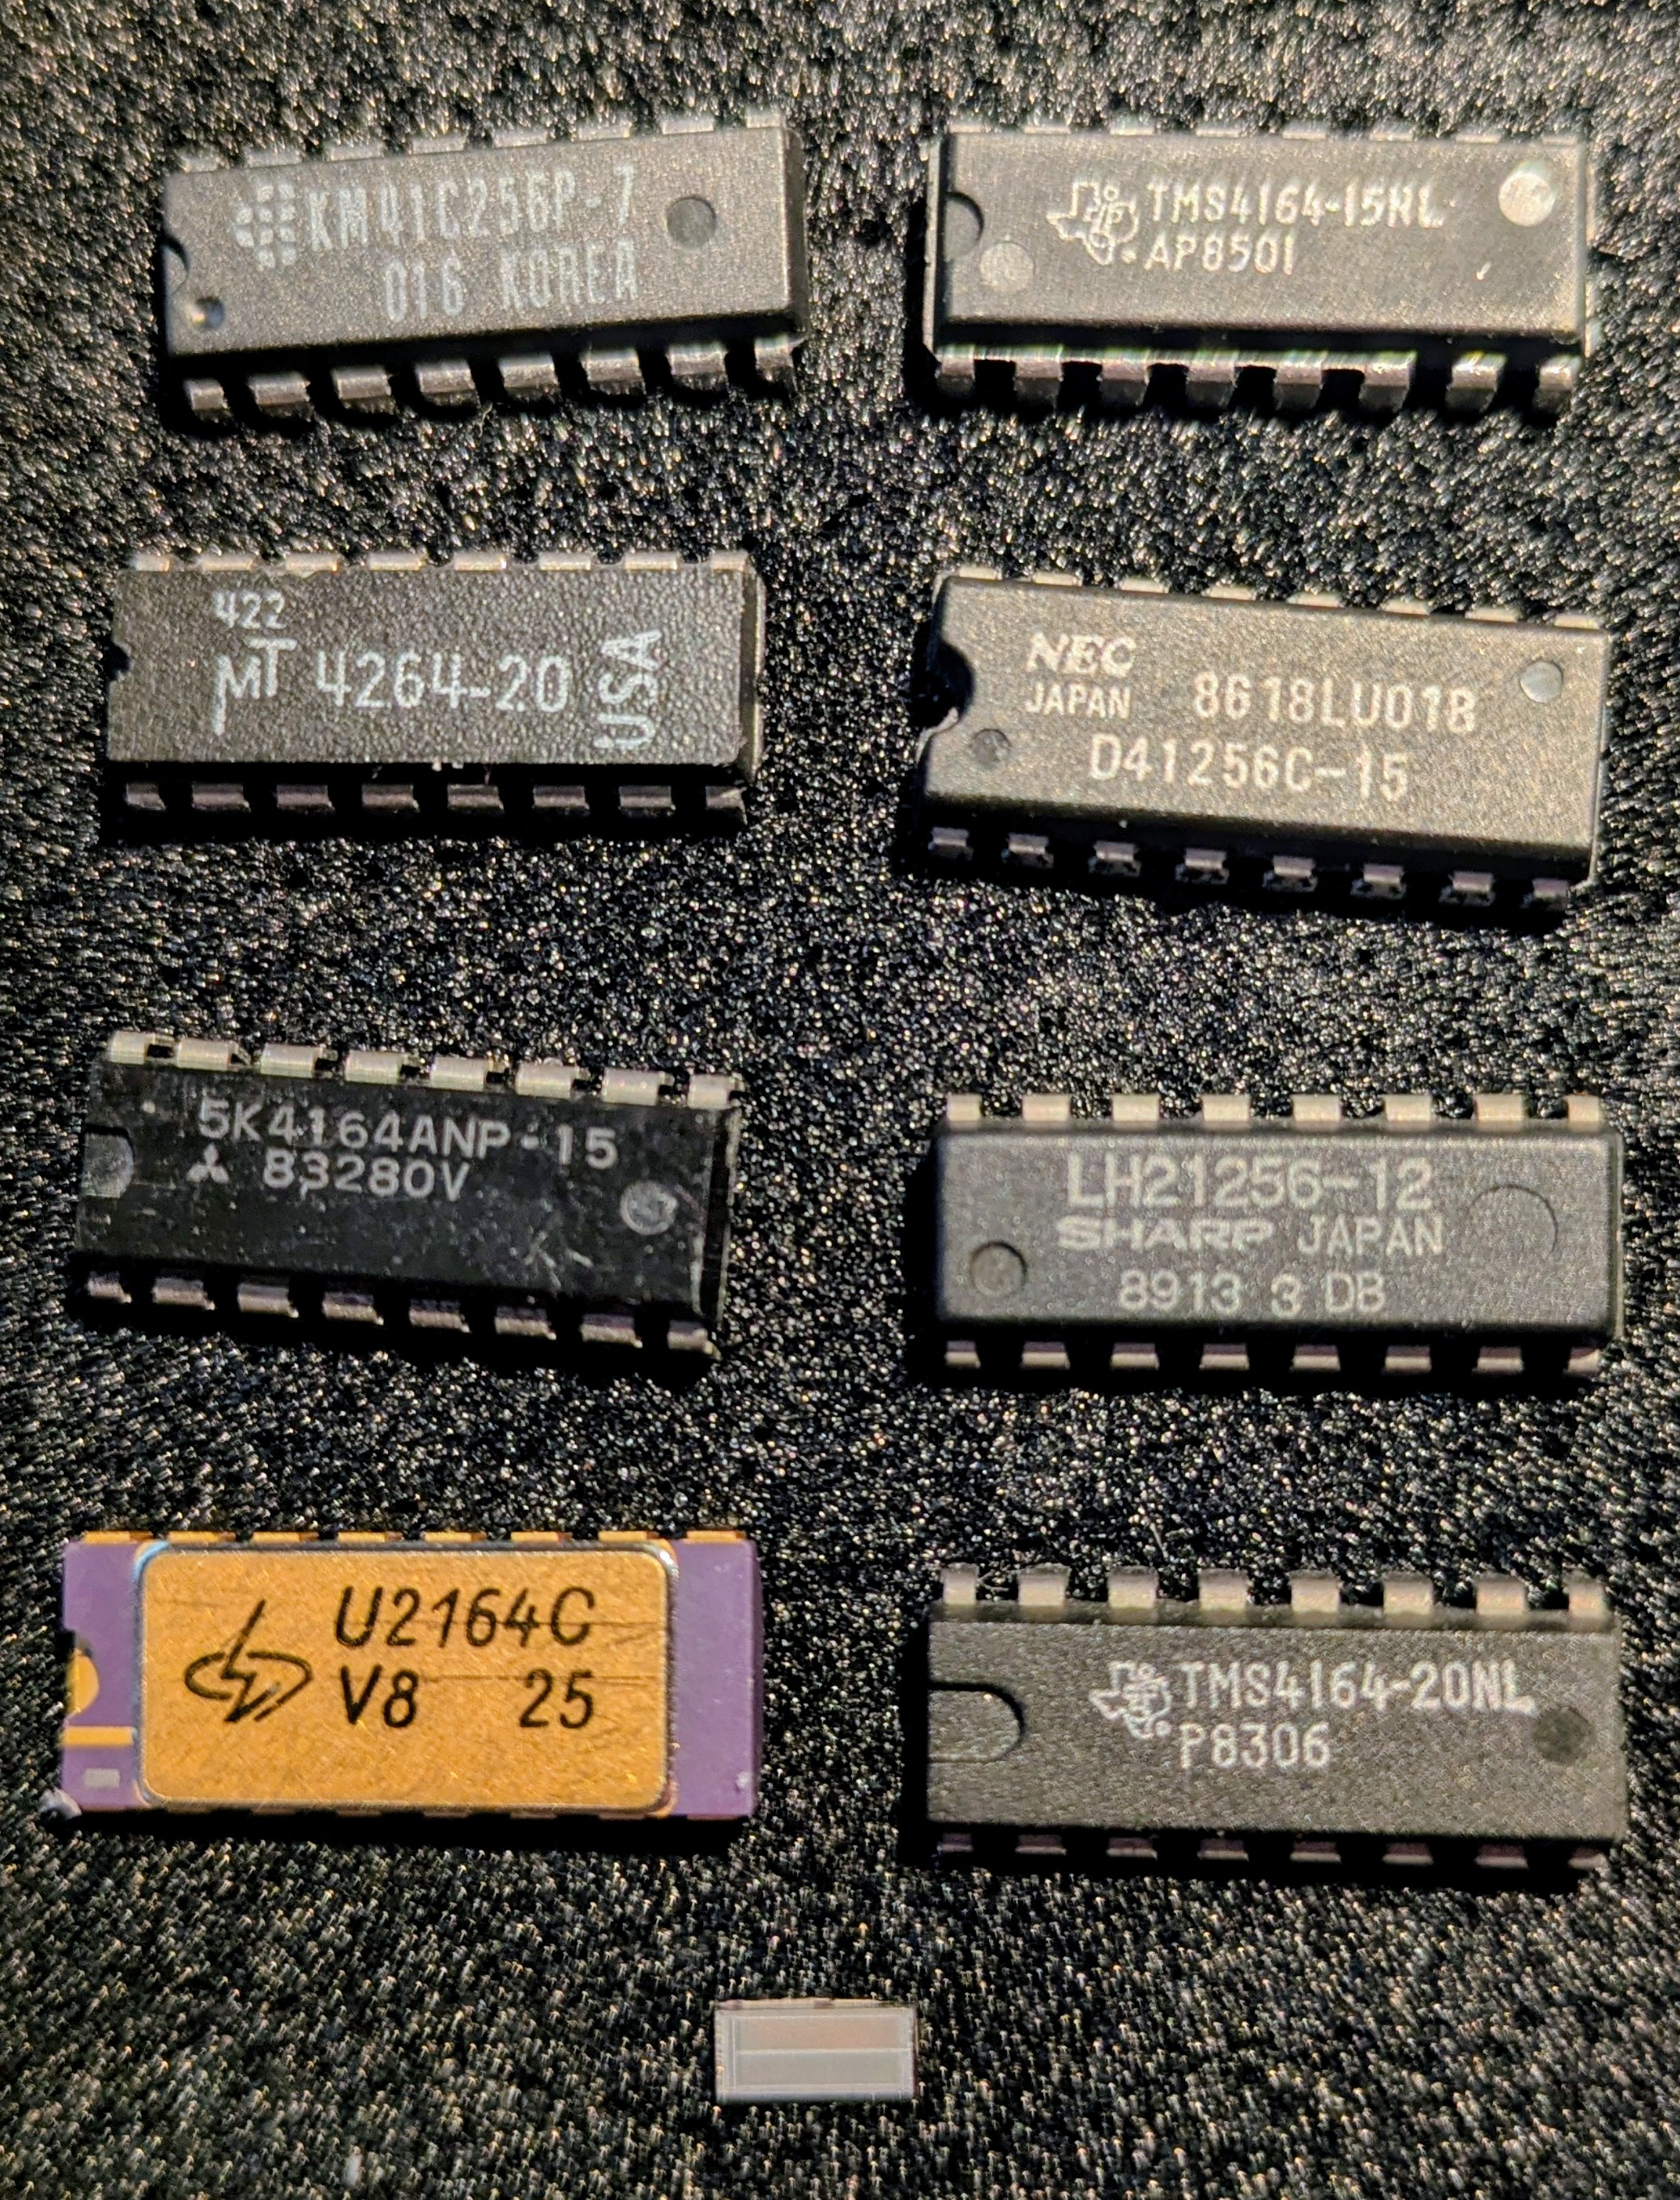 KM41C256P-7
016 KOREA
TMS4164-15NL
AP8501
422
MT 4264-20 USA
NEC
JAPAN 8618LU018
D41256C-15
5K4164ANP-15
83280V
LH21256-12
SHARP JAPAN
8913 3 DB
U2164C
V8 25
TMS4164-20NL
P8306